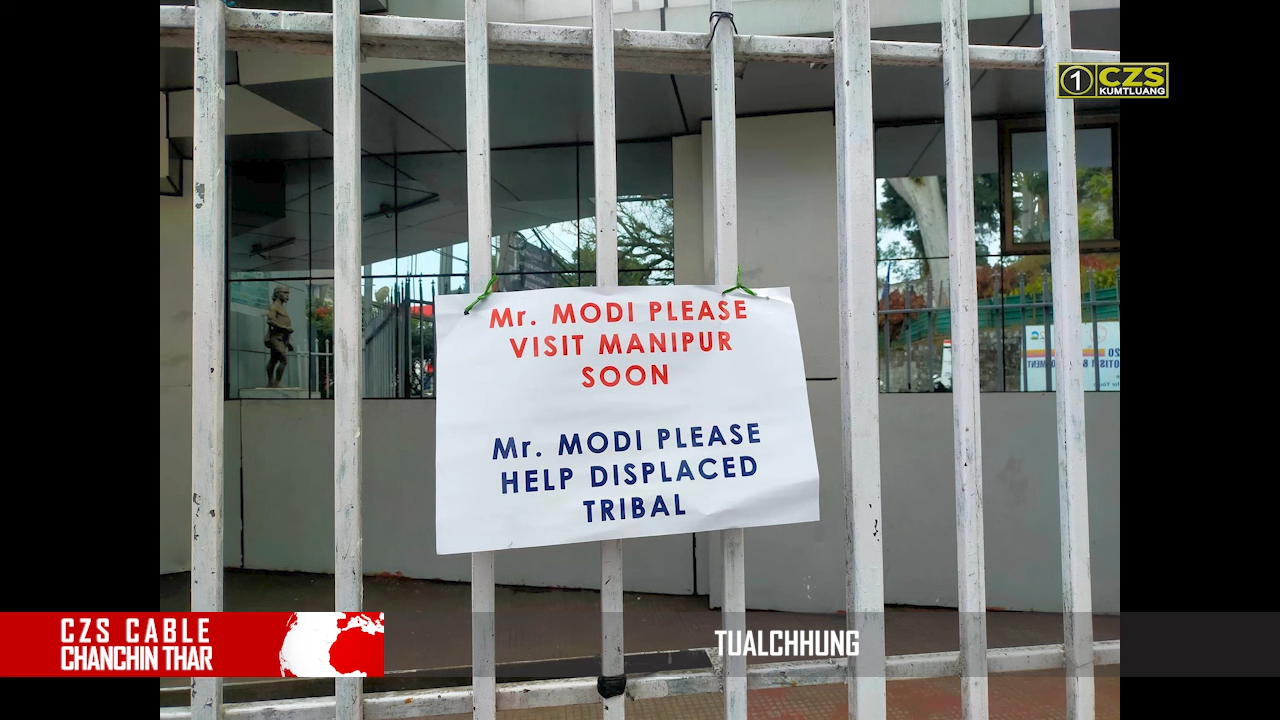 1 CZS
KUMTLUANG
Mr. MODI PLEASE
VISIT MANIPUR
SOON
Mr. MODI PLEASE
HELP DISPLACED
TRIBAL
CZS CABLE
CHANCHIN THAR
TUALCHHUNG